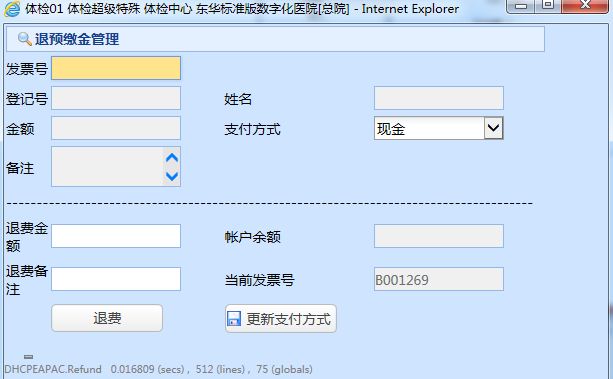 体检01 体检超级特殊 体检中心 东华标准版数字化医院[总院] - Internet Explorer
退预缴金管理
发票号
登记号 姓名
金额 支付方式 现金
备注
退费金额 帐户余额
退费备注 当前发票号 B001269
退费 更新支付方式
DHCPEAPAC.Refund 0.016809 (secs) , 512 (lines) , 75 (globals)